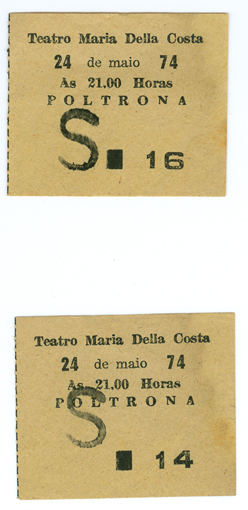 Teatro Maria Della Costa
24 de maio 74
As 21.00 Horas
POLTRONA
S ■ 16
Teatro Maria Della Costa
24 de maio 74
As 21.00 Horas
POLTRONA
S
■ 14